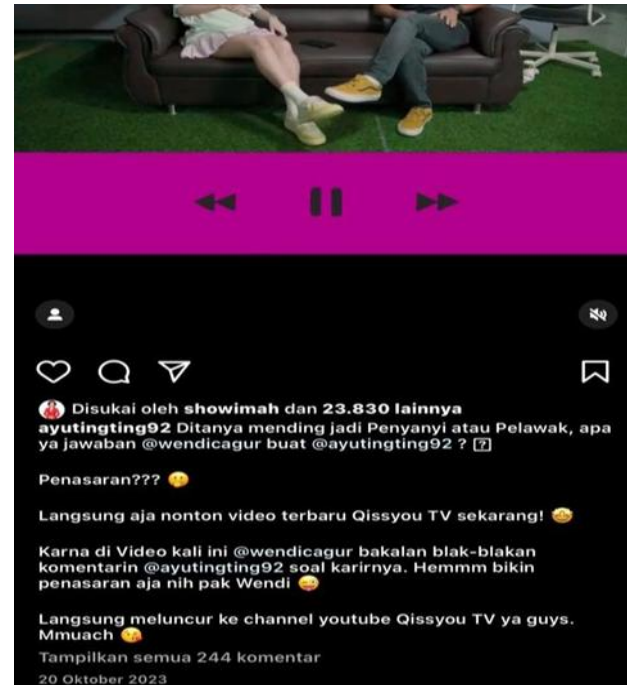 Disukai oleh showimah dan 23.830 lainnya
ayutingting92 Ditanya mending jadi Penyanyi atau Pelawak, apa
ya jawaban @wendicagur buat @ayutingting92 ? ?
Penasaran??? 🤭
Langsung aja nonton video terbaru Qissyou TV sekarang! 🤩
Karna di Video kali ini @wendicagur bakalan blak-blakan
komentarin @ayutingting92 soal karirnya. Hemmm bikin
penasaran aja nih pak Wendi 😜
Langsung meluncur ke channel youtube Qissyou TV ya guys.
Mmuach 😘
Tampilkan semua 244 komentar
20 Oktober 2023